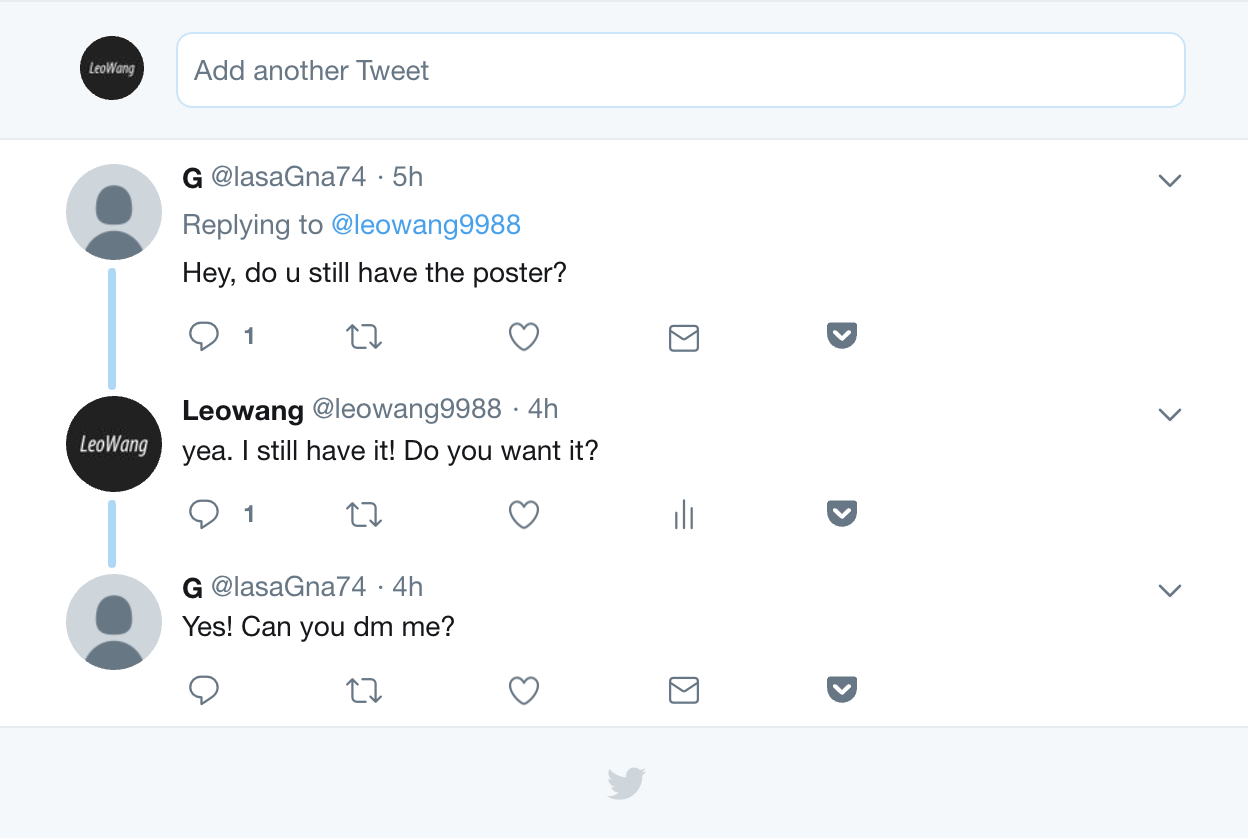 LeoWang
Add another Tweet
G @lasaGna74 · 5h
Replying to @leowang9988
Hey, do u still have the poster?
1
LeoWang
Leowang @leowang9988 · 4h
yea. I still have it! Do you want it?
1
G @lasaGna74 · 4h
Yes! Can you dm me?